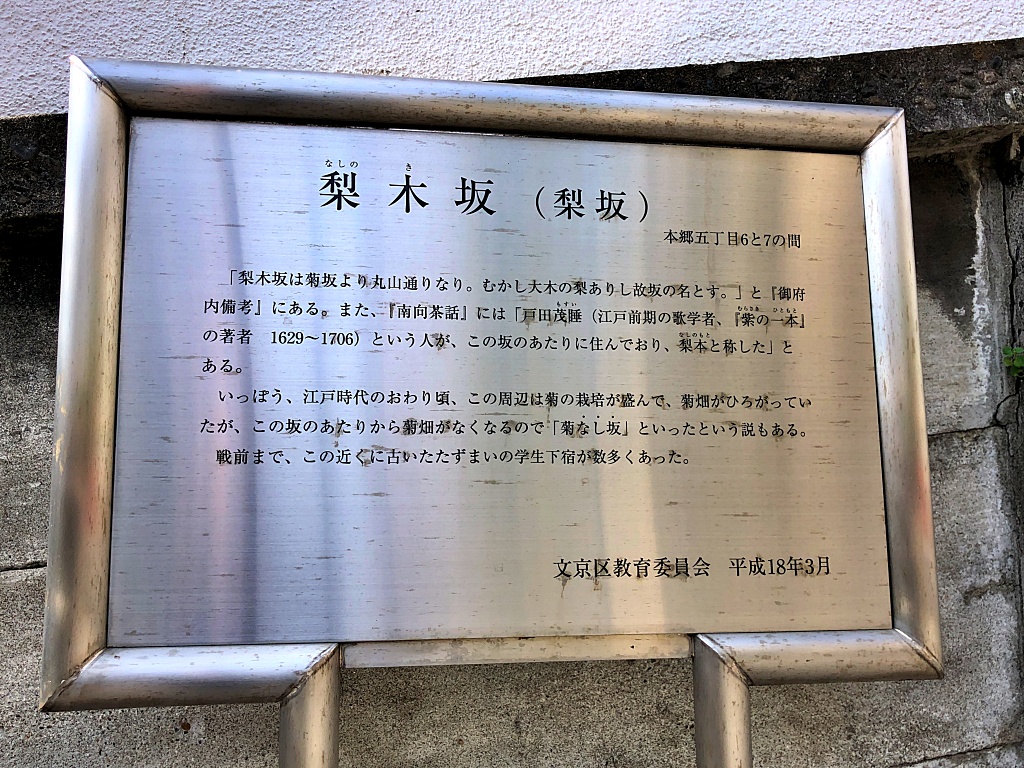 なしの き
梨木坂（梨坂）
本郷五丁目6と7の間
「梨木坂は菊坂より丸山通りなり。むかし大木の梨ありし故坂の名とす。」と『御府
内備考』にある。また、『南向茶話』には「戸田茂睡（江戸前期の歌学者、『紫の一本』
の著者　1629〜1706）という人が、この坂のあたりに住んでおり、梨本と称した」と
ある。
いっぽう、江戸時代のおわり頃、この周辺は菊の栽培が盛んで、菊畑がひろがってい
たが、この坂のあたりから菊畑がなくなるので「菊なし坂」といったという説もある。
戦前まで、この近くに古いたたずまいの学生下宿が数多くあった。
文京区教育委員会　平成18年3月